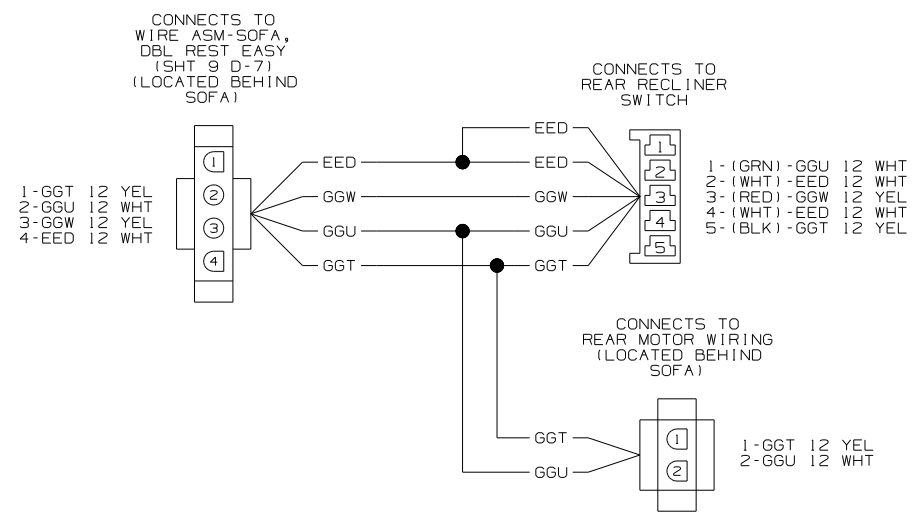 CONNECTS TO
WIRE ASM-SOFA,
DBL REST EASY
(SHT 9 D-7)
(LOCATED BEHIND
SOFA)
1
2
3
4
1-GGT 12 YEL
2-GGU 12 WHT
3-GGW 12 YEL
4-EED 12 WHT
EED
EED
EED
GGW
GGW
GGU
GGU
GGT
GGT
CONNECTS TO
REAR RECLINER
SWITCH
1
2
3
4
5
1-(GRN)-GGU 12 WHT
2-(WHT)-EED 12 WHT
3-(RED)-GGW 12 YEL
4-(WHT)-EED 12 WHT
5-(BLK)-GGT 12 YEL
CONNECTS TO
REAR MOTOR WIRING
(LOCATED BEHIND
SOFA)
GGT
GGU
1
2
1-GGT 12 YEL
2-GGU 12 WHT